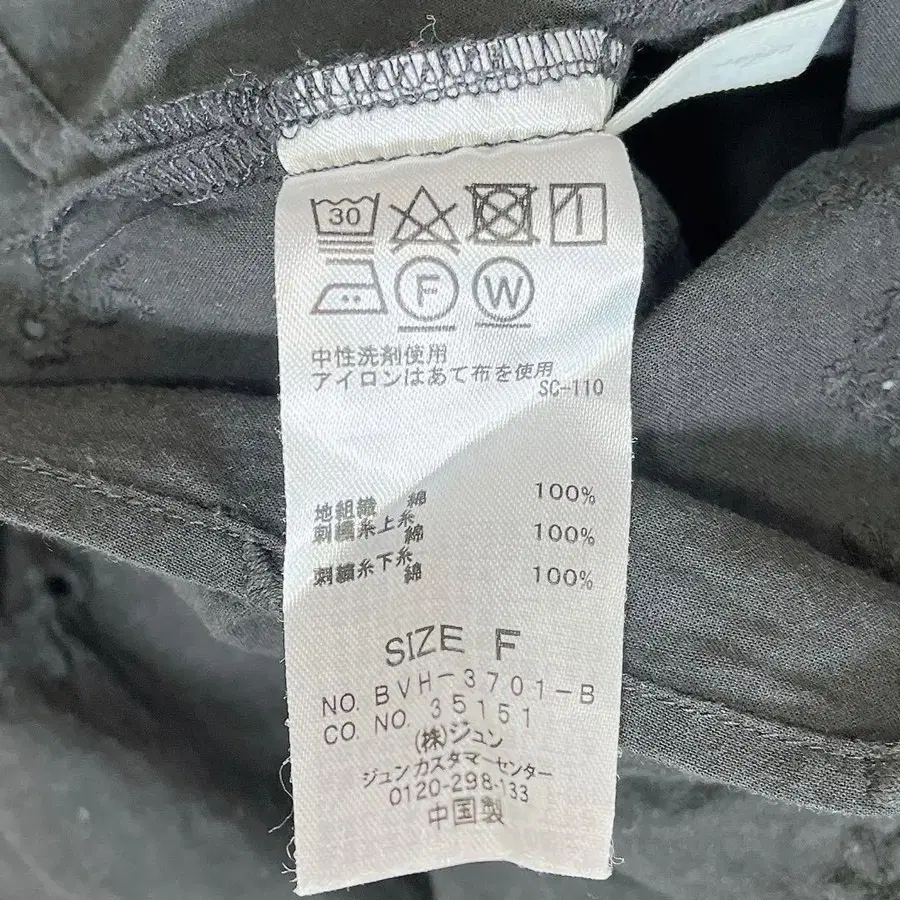 30
F W
中性洗剤使用
アイロンはあて布を使用
SC-110
地組織 綿 100%
刺繍糸上糸
綿 100%
刺繍糸下糸
綿 100%
SIZE F
NO. BVH-3701-B
CO. NO. 35151
(株)ジュン
ジュンカスタマーセンター
0120-298-133
中国製